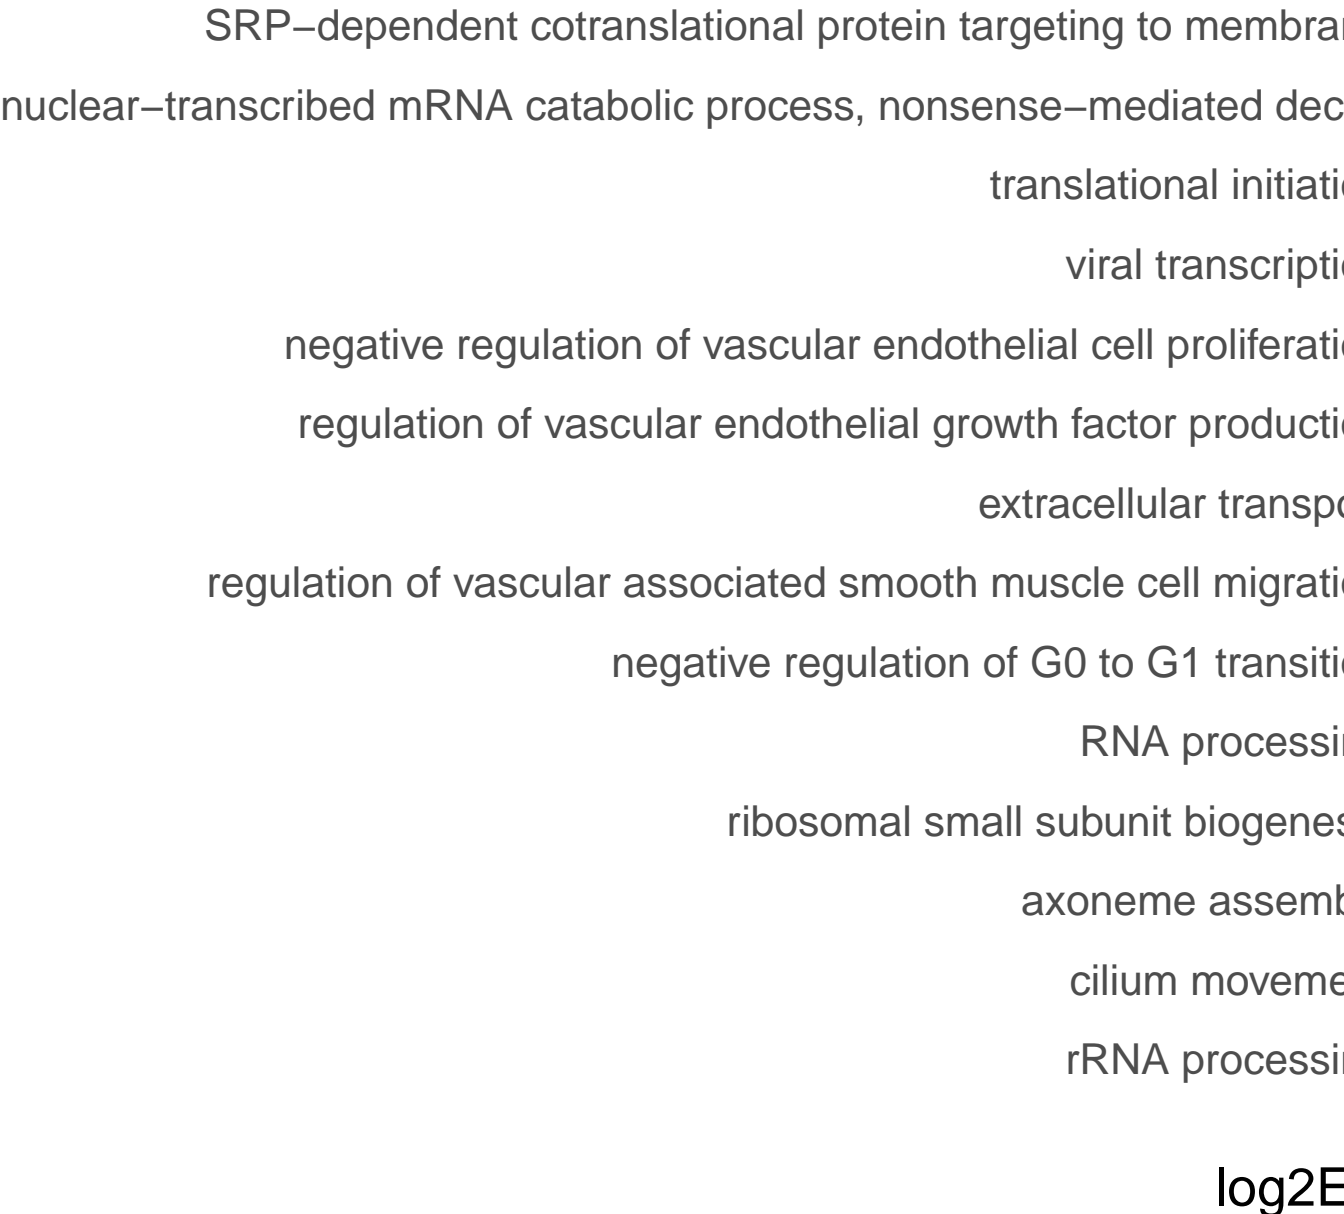 SRP−dependent cotranslational protein targeting to membra
nuclear−transcribed mRNA catabolic process, nonsense−mediated dec
translational initiati
viral transcripti
negative regulation of vascular endothelial cell proliferati
regulation of vascular endothelial growth factor producti
extracellular transpo
regulation of vascular associated smooth muscle cell migrati
negative regulation of G0 to G1 transiti
RNA processi
ribosomal small subunit biogenes
axoneme assemb
cilium moveme
rRNA processi
log2E